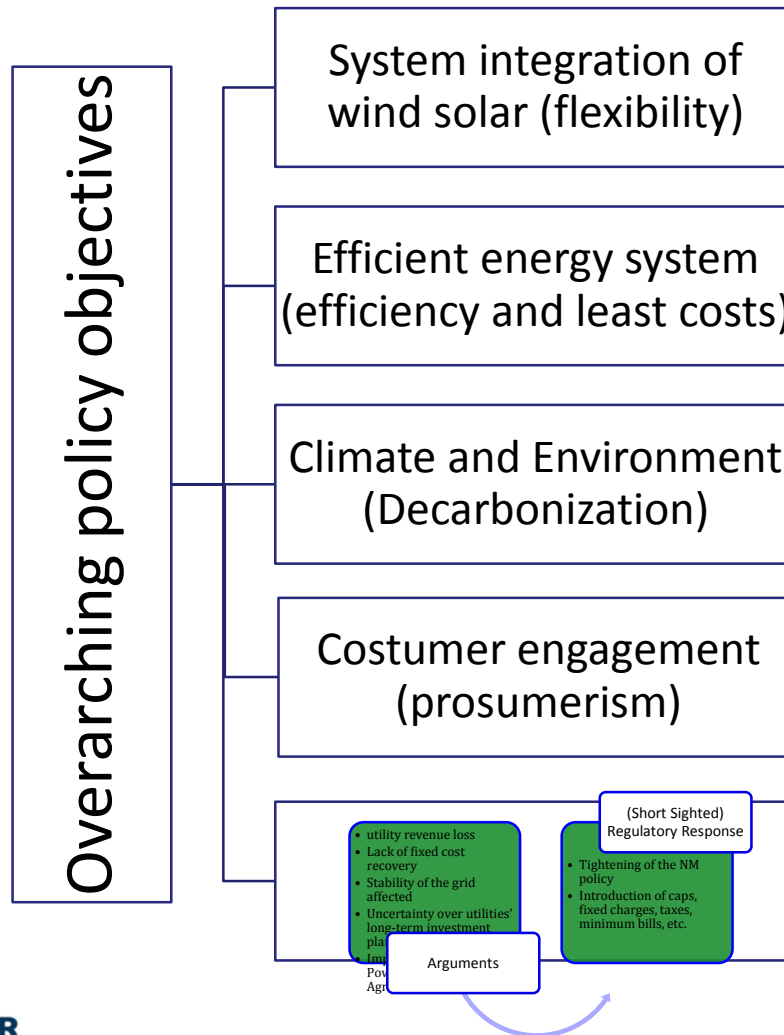 Overarching policy objectives
System integration of
wind solar (flexibility)
Efficient energy system
(efficiency and least costs)
Climate and Environment
(Decarbonization)
Costumer engagement
(prosumerism)
• utility revenue loss
• Lack of fixed cost
recovery
• Stability of the grid
affected
• Uncertainty over utilities'
long-term investment
•
Arguments
(Short Sighted)
Regulatory Response
• Tightening of the NM
policy
• Introduction of caps,
fixed charges, taxes,
minimum bills, etc.
R